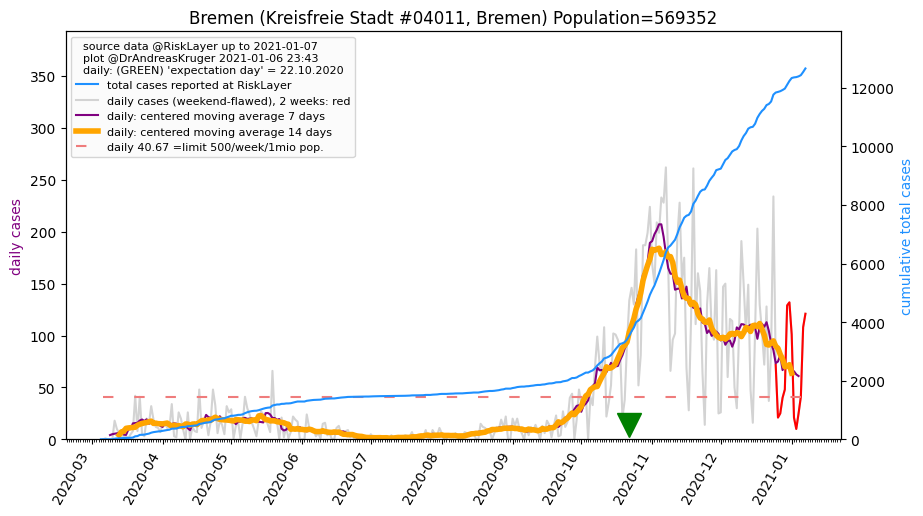 Bremen (Kreisfreie Stadt #04011, Bremen) Population=569352
source data @RiskLayer up to 2021-01-07
plot @DrAndreasKruger 2021-01-06 23:43
daily: (GREEN) 'expectation day' = 22.10.2020
total cases reported at RiskLayer
daily cases (weekend-flawed), 2 weeks: red
daily: centered moving average 7 days
daily: centered moving average 14 days
daily 40.67 =limit 500/week/1mio pop.
daily cases
350
300
250
200
150
100
50
0
cumulative total cases
12000
10000
8000
6000
4000
2000
0
2020-03
2020-04
2020-05
2020-06
2020-07
2020-08
2020-09
2020-10
2020-11
2020-12
2021-01